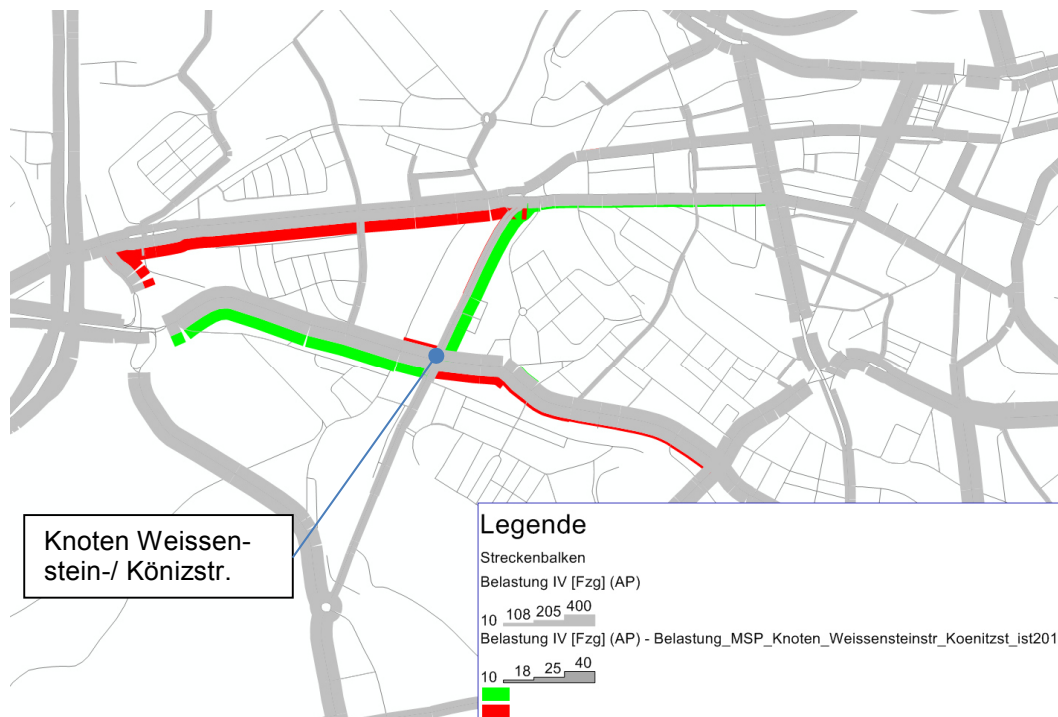 Knoten Weissen-
stein-/ Könizstr.
Legende
Streckenbalken
Belastung IV [Fzg] (AP)
10 108 205 400
Belastung IV [Fzg] (AP) - Belastung_MSP_Knoten_Weissensteinstr_Koenitzst_ist201
10 18 25 40